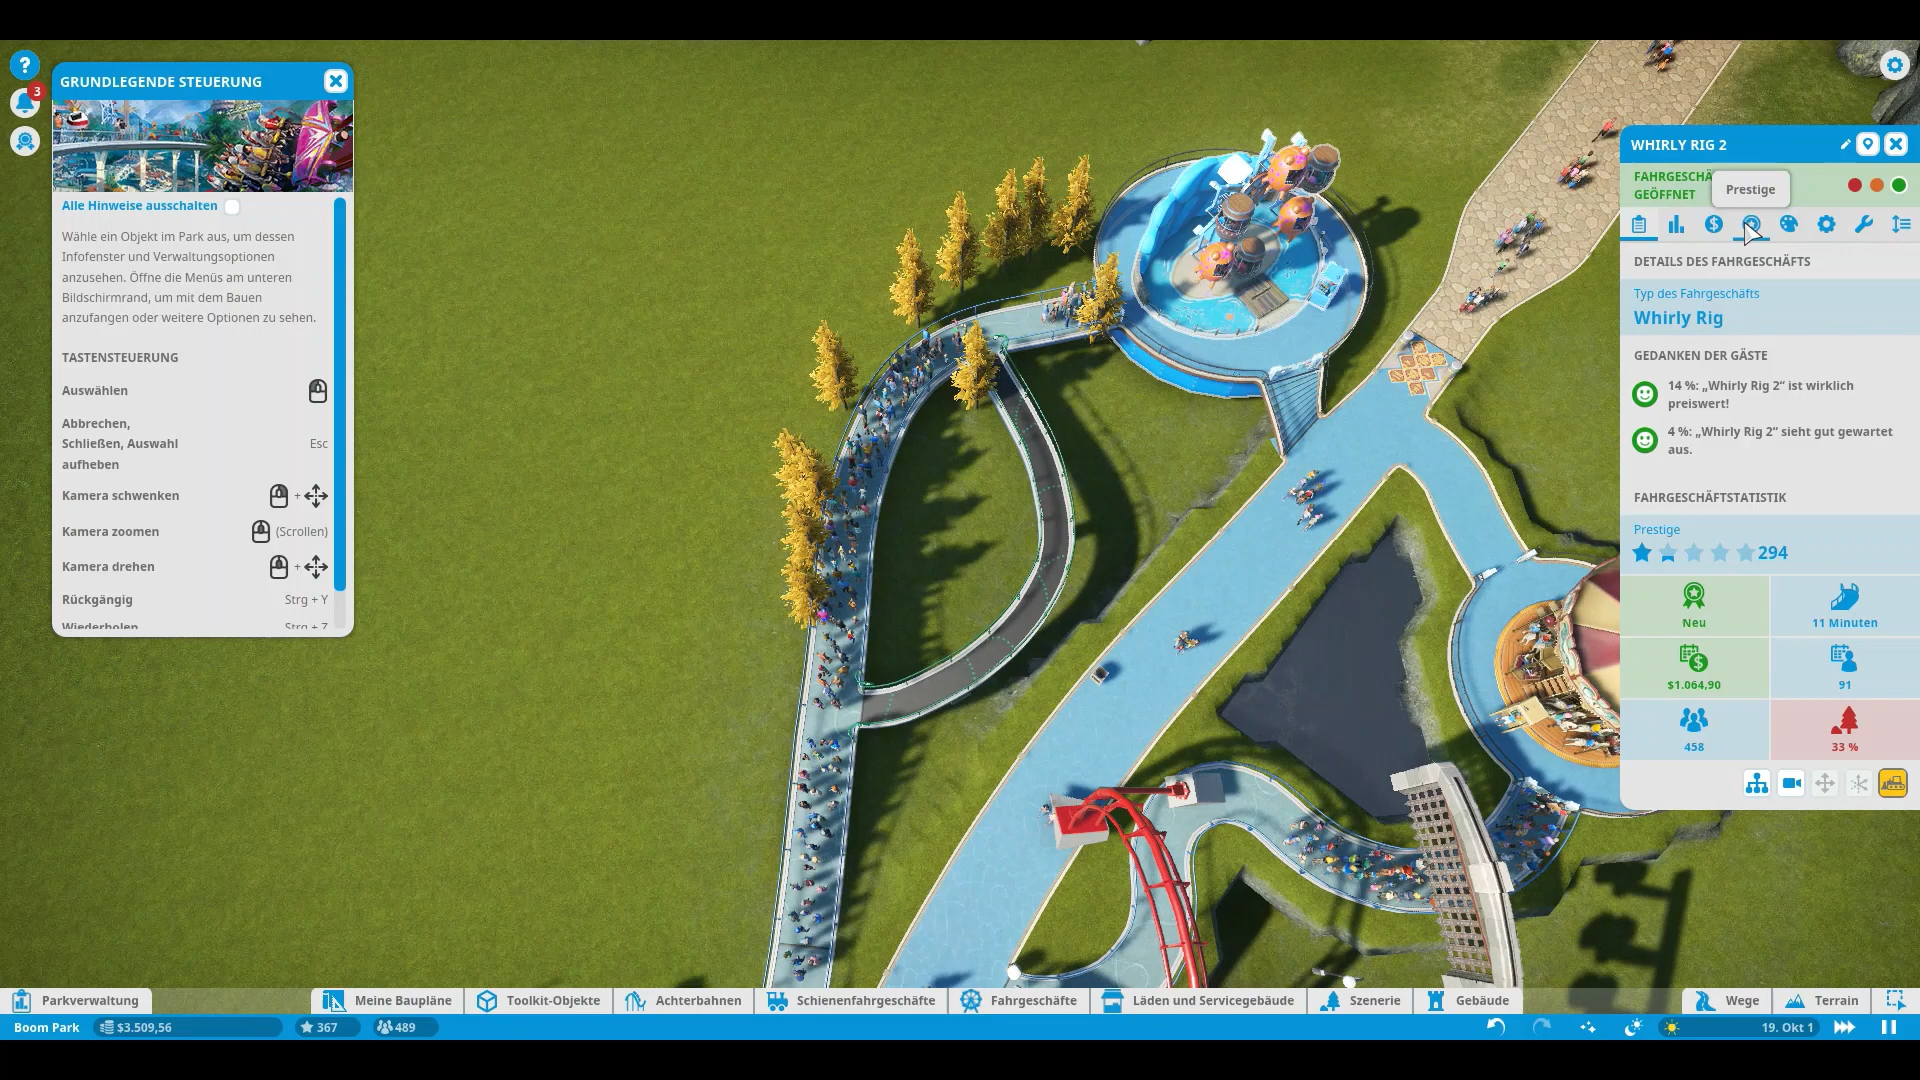 ?
3
GRUNDLEGENDE STEUERUNG
Alle Hinweise ausschalten
Wähle ein Objekt im Park aus, um dessen
Infofenster und Verwaltungsoptionen
anzusehen. Öffne die Menüs am unteren
Bildschirmrand, um mit dem Bauen
anzufangen oder weitere Optionen zu sehen.
TASTENSTEUERUNG
Auswählen
Abbrechen,
Schließen, Auswahl
aufheben
Esc
Kamera schwenken
+
Kamera zoomen
(Scrollen)
Kamera drehen
+
Rückgängig
Strg + Y
Wiederholen
Strg + Z
WHIRLY RIG 2
FAHRGESCHÄ
GEÖFFNET
Prestige
DETAILS DES FAHRGESCHÄFTS
Typ des Fahrgeschäfts
Whirly Rig
GEDANKEN DER GÄSTE
14 %: „Whirly Rig 2“ ist wirklich
preiswert!
4 %: „Whirly Rig 2“ sieht gut gewartet
aus.
FAHRGESCHÄFTSTATISTIK
Prestige
294
Neu
11 Minuten
$1.064,90
91
458
33 %
Parkverwaltung
Meine Baupläne
Toolkit-Objekte
Achterbahnen
Schienenfahrgeschäfte
Fahrgeschäfte
Läden und Servicegebäude
Szenerie
Gebäude
Wege
Terrain
Boom Park
$3.509,56
367
489
19. Okt 1